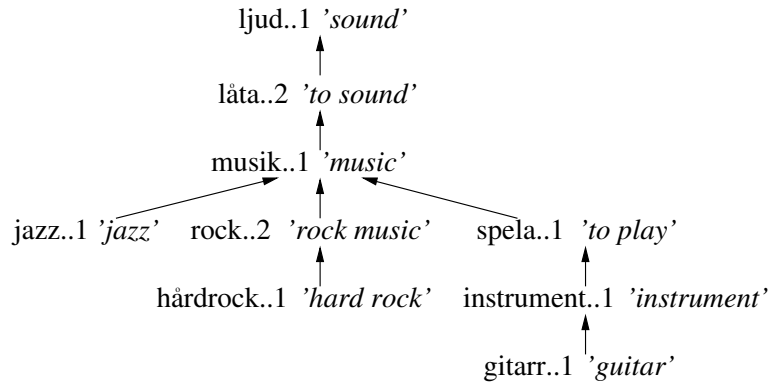 ljud..1 'sound'
låta..2 'to sound'
musik..1 'music'
jazz..1 'jazz' rock..2 'rock music' spela..1 'to play'
hårdrock..1 'hard rock' instrument..1 'instrument'
gitarr..1 'guitar'